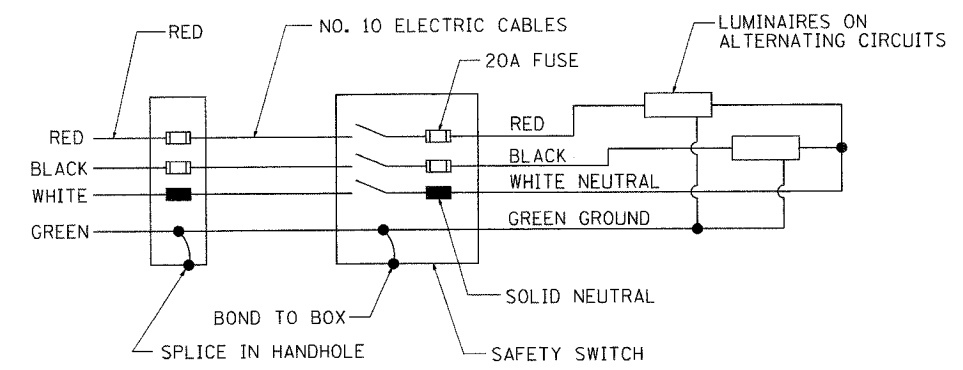 RED
NO. 10 ELECTRIC CABLES
LUMINAIRES ON
ALTERNATING CIRCUITS
20A FUSE
RED
RED
BLACK
BLACK
WHITE
WHITE NEUTRAL
GREEN
GREEN GROUND
SOLID NEUTRAL
BOND TO BOX
SPLICE IN HANDHOLE
SAFETY SWITCH